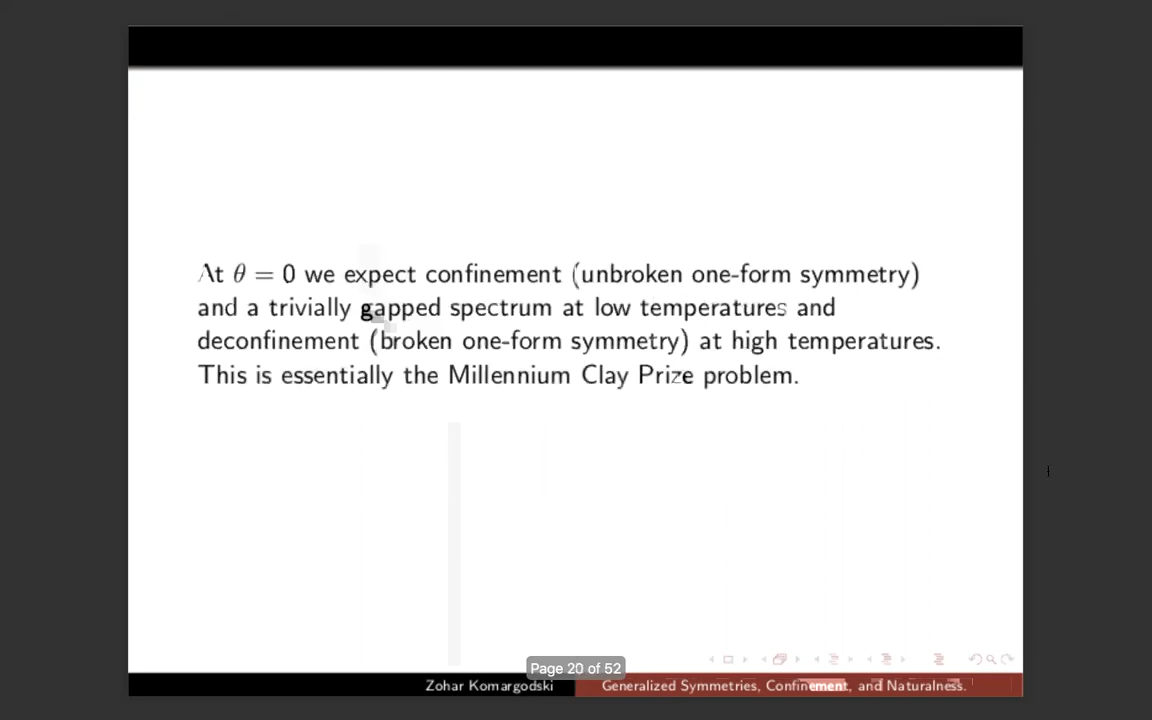 At θ = 0 we expect confinement (unbroken one-form symmetry)
and a trivially gapped spectrum at low temperatures and
deconfinement (broken one-form symmetry) at high temperatures.
This is essentially the Millennium Clay Prize problem.
Page 20 of 52
Zohar Komargodski
Generalized Symmetries, Confinement, and Naturalness.